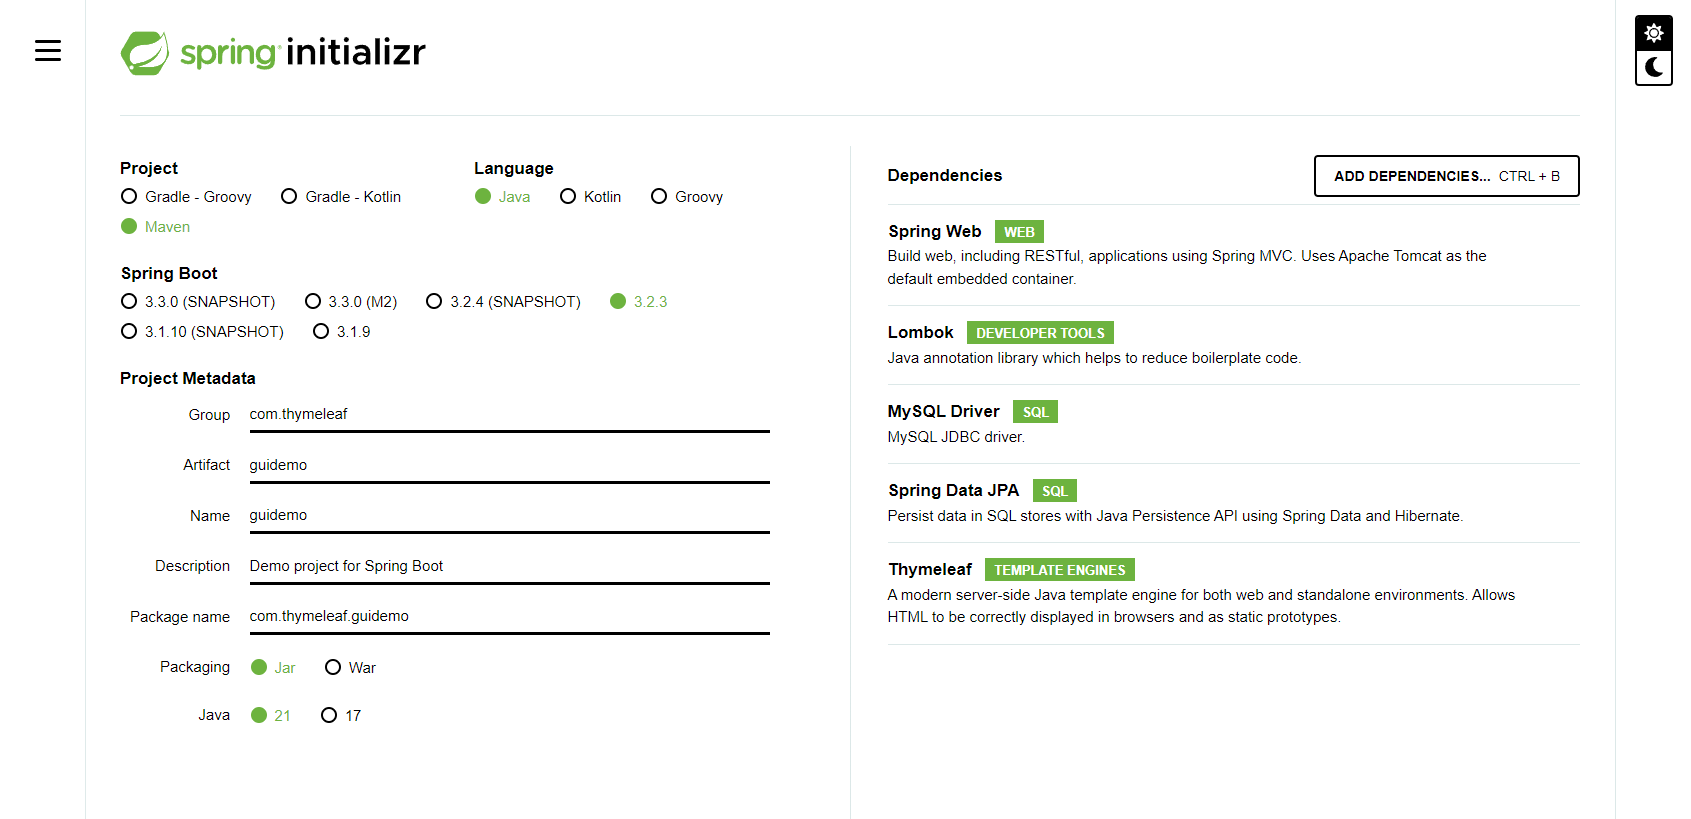 spring initializr
Project
Gradle - Groovy Gradle - Kotlin
Maven
Language
Java Kotlin Groovy
Spring Boot
3.3.0 (SNAPSHOT) 3.3.0 (M2) 3.2.4 (SNAPSHOT) 3.2.3
3.1.10 (SNAPSHOT) 3.1.9
Project Metadata
Group com.thymeleaf
Artifact guidemo
Name guidemo
Description Demo project for Spring Boot
Package name com.thymeleaf.guidemo
Packaging Jar War
Java 21 17
Dependencies ADD DEPENDENCIES... CTRL + B
Spring Web WEB
Build web, including RESTful, applications using Spring MVC. Uses Apache Tomcat as the
default embedded container.
Lombok DEVELOPER TOOLS
Java annotation library which helps to reduce boilerplate code.
MySQL Driver SQL
MySQL JDBC driver.
Spring Data JPA SQL
Persist data in SQL stores with Java Persistence API using Spring Data and Hibernate.
Thymeleaf TEMPLATE ENGINES
A modern server-side Java template engine for both web and standalone environments. Allows
HTML to be correctly displayed in browsers and as static prototypes.